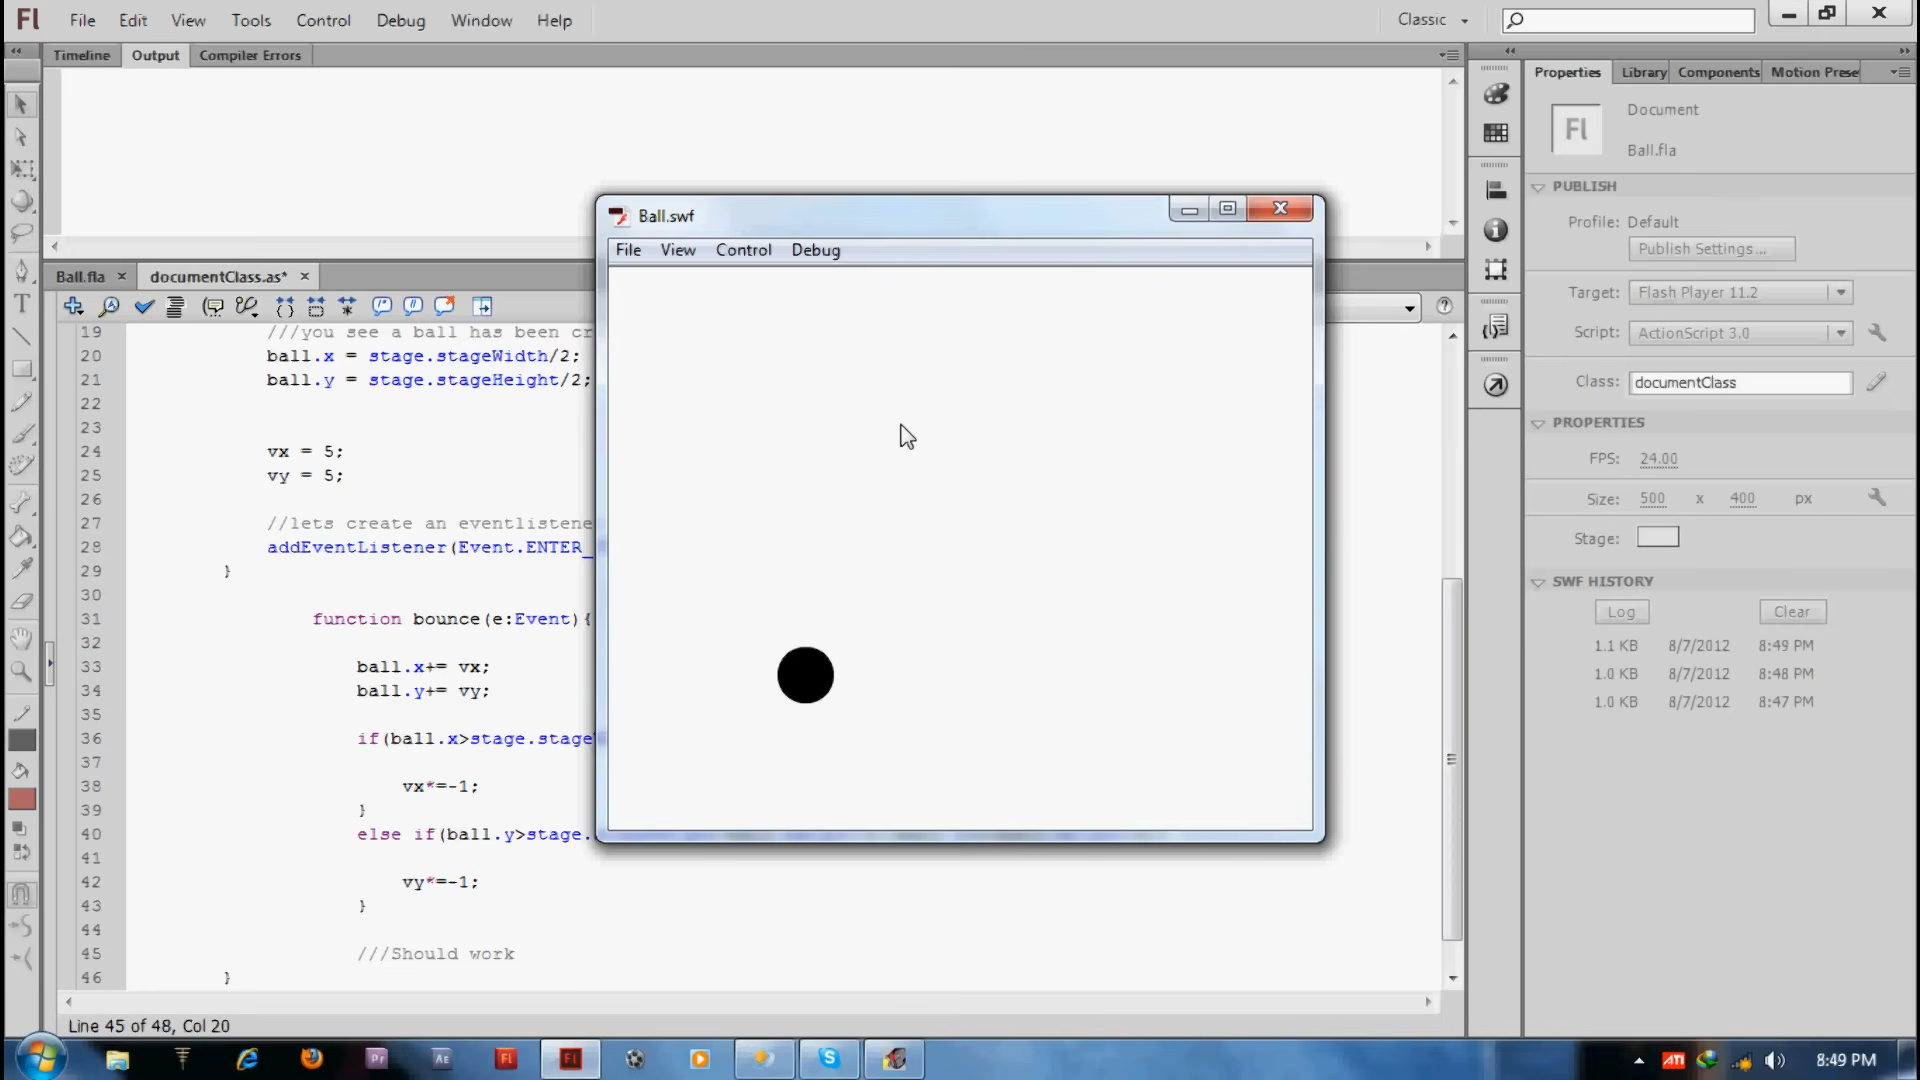 Fl File Edit View Tools Control Debug Window Help Classic
Timeline Output Compiler Errors
Properties Library Components Motion Prese
Fl Document
Ball.fla
PUBLISH
Profile: Default
Publish Settings...
Target: Flash Player 11.2
Script: ActionScript 3.0
Class: documentClass
PROPERTIES
FPS: 24.00
Size: 500 x 400 px
Stage:
SWF HISTORY
Log Clear
1.1 KB 8/7/2012 8:49 PM
1.0 KB 8/7/2012 8:48 PM
1.0 KB 8/7/2012 8:47 PM
Ball.swf
File View Control Debug
Ball.fla documentClass.as*
19 ///you see a ball has been cr
20 ball.x = stage.stageWidth/2;
21 ball.y = stage.stageHeight/2;
22
23
24 vx = 5;
25 vy = 5;
26
27 //lets create an eventlistene
28 addEventListener(Event.ENTER_
29 }
30
31 function bounce(e:Event){
32
33 ball.x+= vx;
34 ball.y+= vy;
35
36 if(ball.x>stage.stage
37
38 vx*=-1;
39 }
40 else if(ball.y>stage.
41
42 vy*=-1;
43 }
44
45 ///Should work
46 }
Line 45 of 48, Col 20
Pr AE Fl Fl ATI 8:49 PM